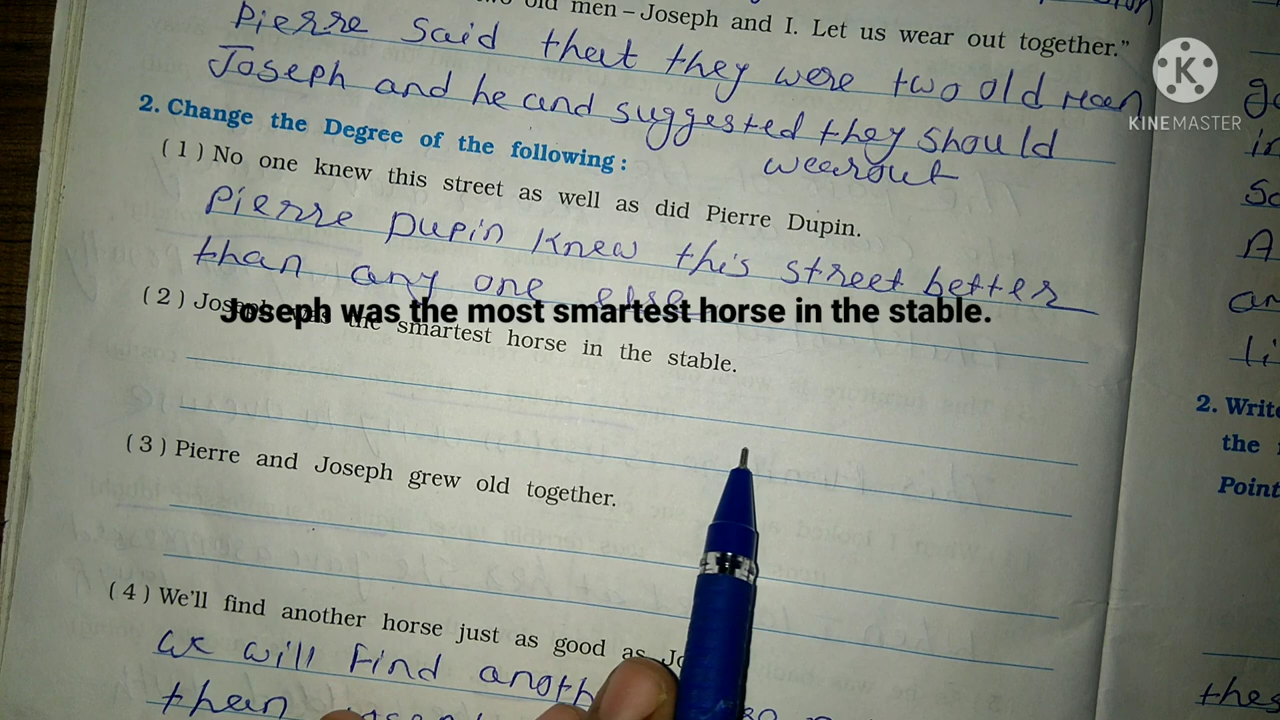 old men – Joseph and I. Let us wear out together.”
Pierre said that they were two old men
Joseph and he and suggested they should
wearout
2. Change the Degree of the following :
( 1 ) No one knew this street as well as did Pierre Dupin.
Pierre Dupin knew this street better
than any one else
( 2 ) Joseph was the smartest horse in the stable.
Joseph was the most smartest horse in the stable.
( 3 ) Pierre and Joseph grew old together.
( 4 ) We'll find another horse just as good as
we will find
than
KINEMASTER
2. Write
the
Point